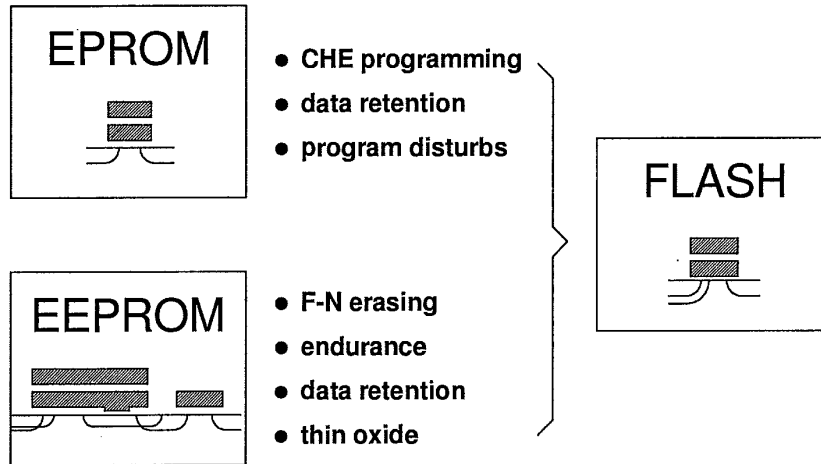 EPROM
● CHE programming
● data retention
● program disturbs
FLASH
EEPROM
● F-N erasing
● endurance
● data retention
● thin oxide